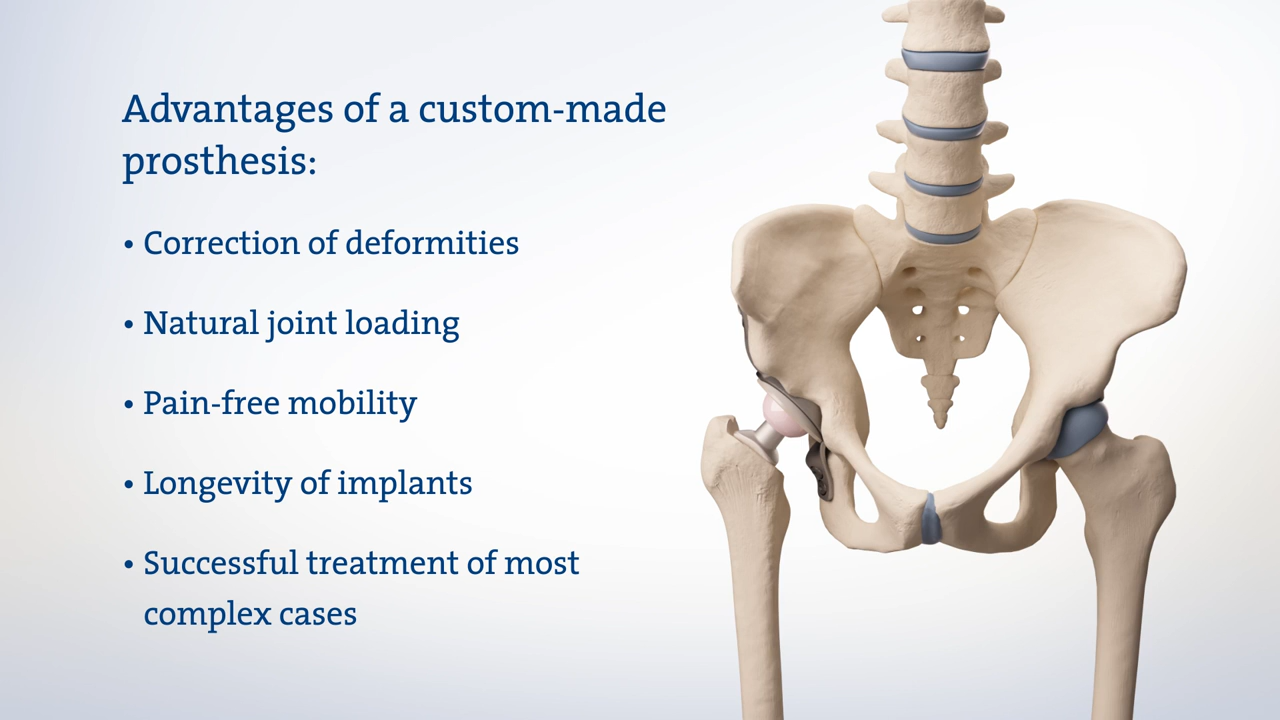 Advantages of a custom-made
prosthesis:
• Correction of deformities
• Natural joint loading
• Pain-free mobility
• Longevity of implants
• Successful treatment of most
complex cases